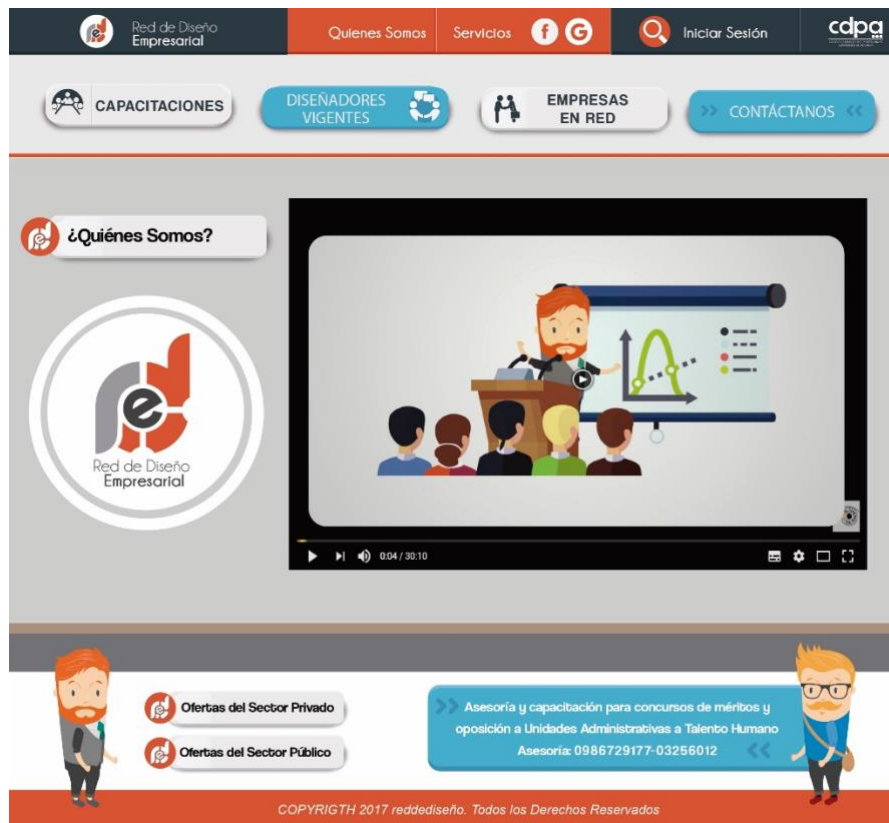 Red de Diseño
Empresarial
Quienes Somos
Servicios
f G
Iniciar Sesión
cdpa
CAPACITACIONES
DISEÑADORES
VIGENTES
EMPRESAS
EN RED
>> CONTÁCTANOS <<
¿Quiénes Somos?
Red de Diseño
Empresarial
0:04 / 30:10
Ofertas del Sector Privado
Ofertas del Sector Público
>> Asesoría y capacitación para concursos de méritos y
oposición a Unidades Administrativas a Talento Humano
Asesoría: 0986729177-03256012 <<
COPYRIGTH 2017 reddediseño. Todos los Derechos Reservados